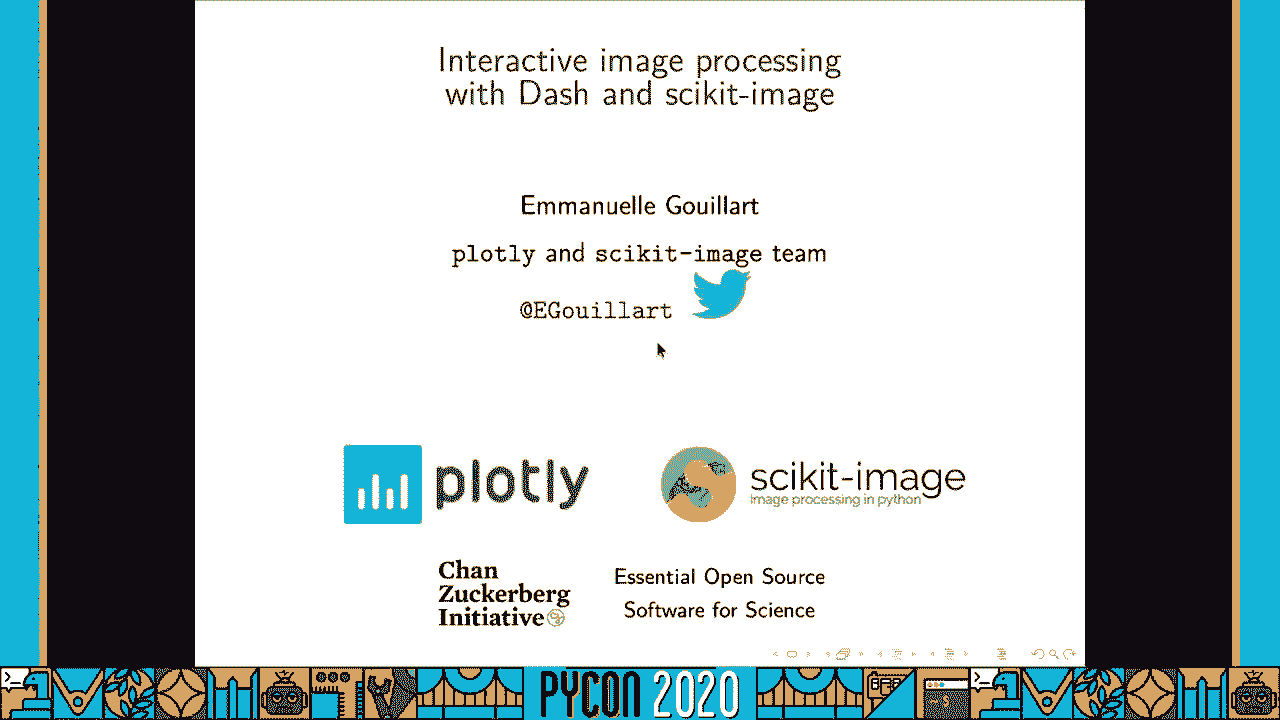 Interactive image processing
with Dash and scikit-image
Emmanuelle Gouillart
plotly and scikit-image team
@EGouillart
plotly
scikit-image
image processing in python
Chan
Zuckerberg
Initiative
Essential Open Source
Software for Science
PYCON 2020